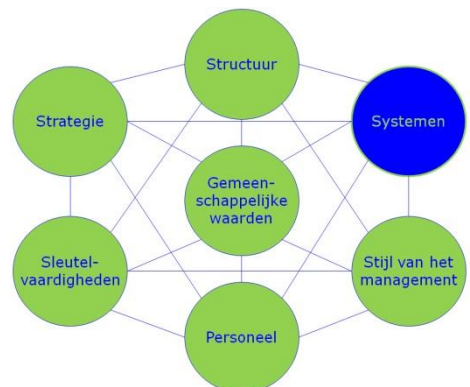 Structuur
Strategie
Systemen
Gemeen-
schappelijke
waarden
Sleutel-
vaardigheden
Stijl van het
management
Personeel